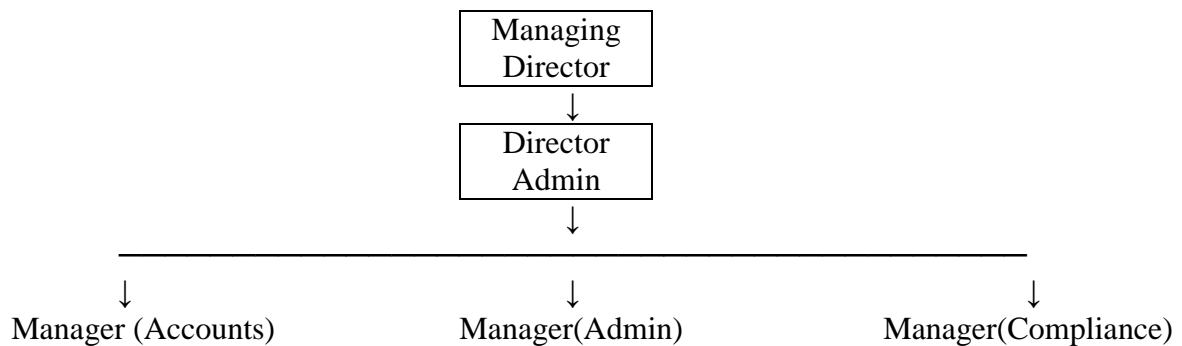 Managing
Director
↓
Director
Admin
↓
↓ ↓ ↓
Manager (Accounts) Manager(Admin) Manager(Compliance)